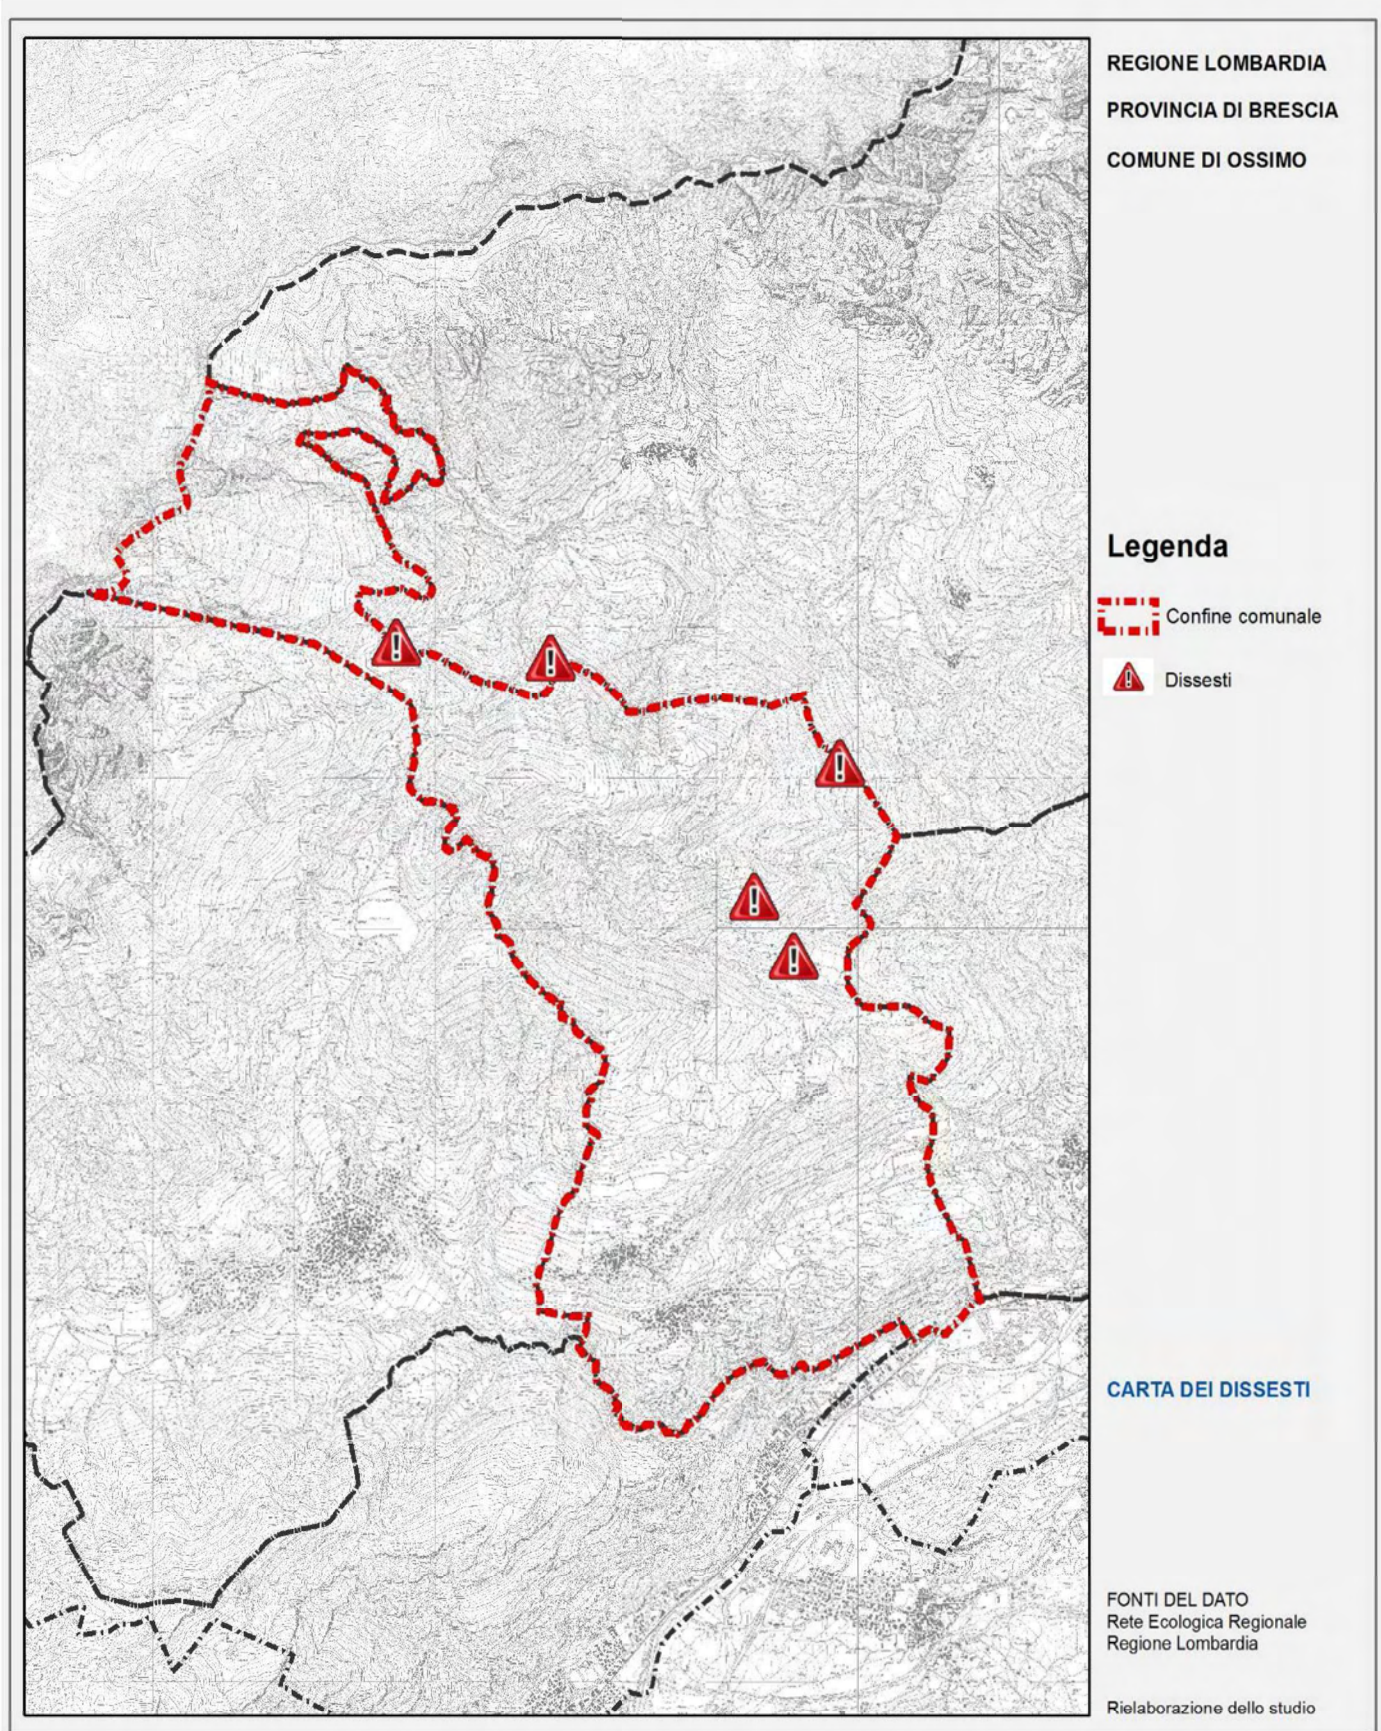 REGIONE LOMBARDIA
PROVINCIA DI BRESCIA
COMUNE DI OSSIMO
Legenda
Confine comunale
Dissesti
CARTA DEI DISSESTI
FONTI DEL DATO
Rete Ecologica Regionale
Regione Lombardia
Rielaborazione dello studio